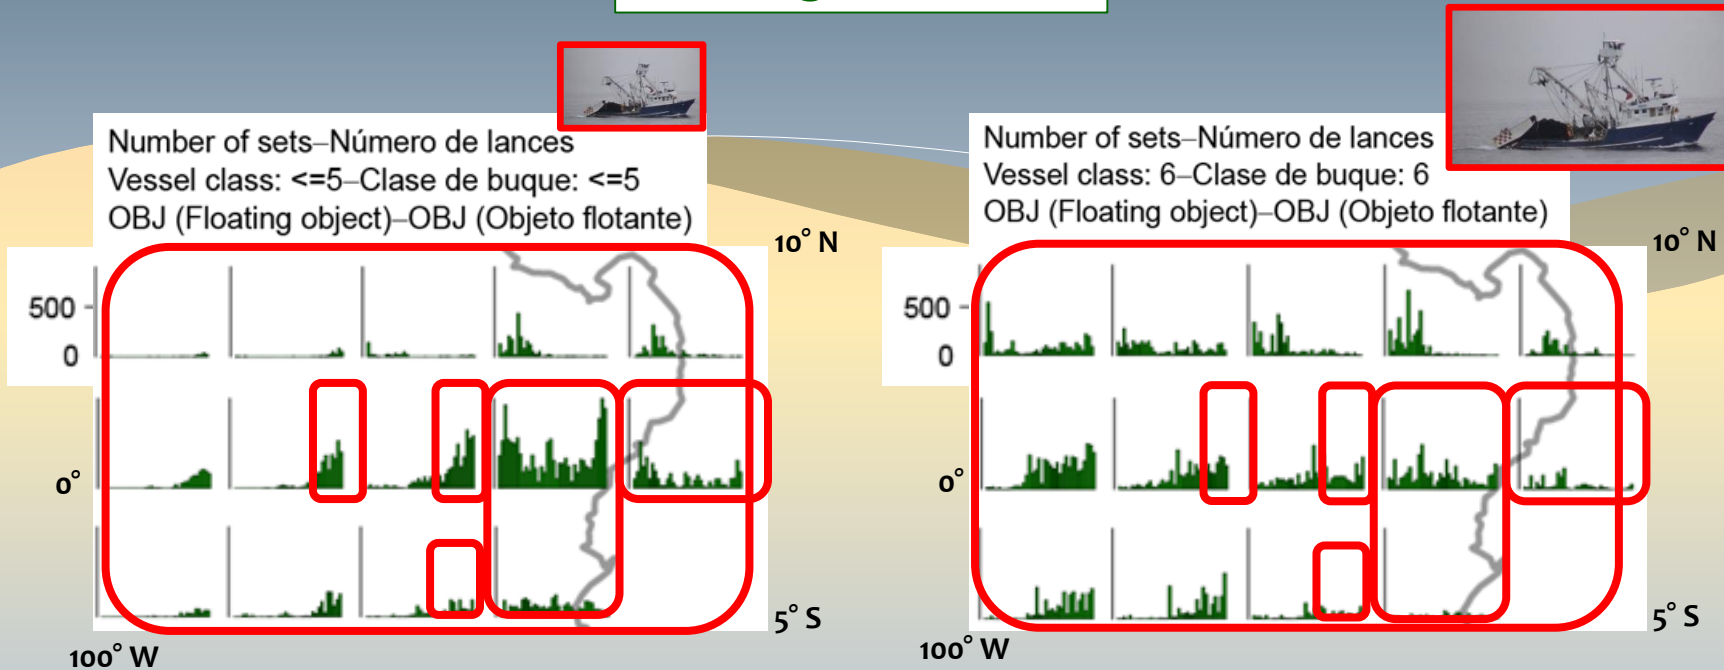 Number of sets–Número de lances
Vessel class: <=5–Clase de buque: <=5
OBJ (Floating object)–OBJ (Objeto flotante)
10° N
500
0
0°
5° S
100° W
Number of sets–Número de lances
Vessel class: 6–Clase de buque: 6
OBJ (Floating object)–OBJ (Objeto flotante)
10° N
500
0
0°
5° S
100° W